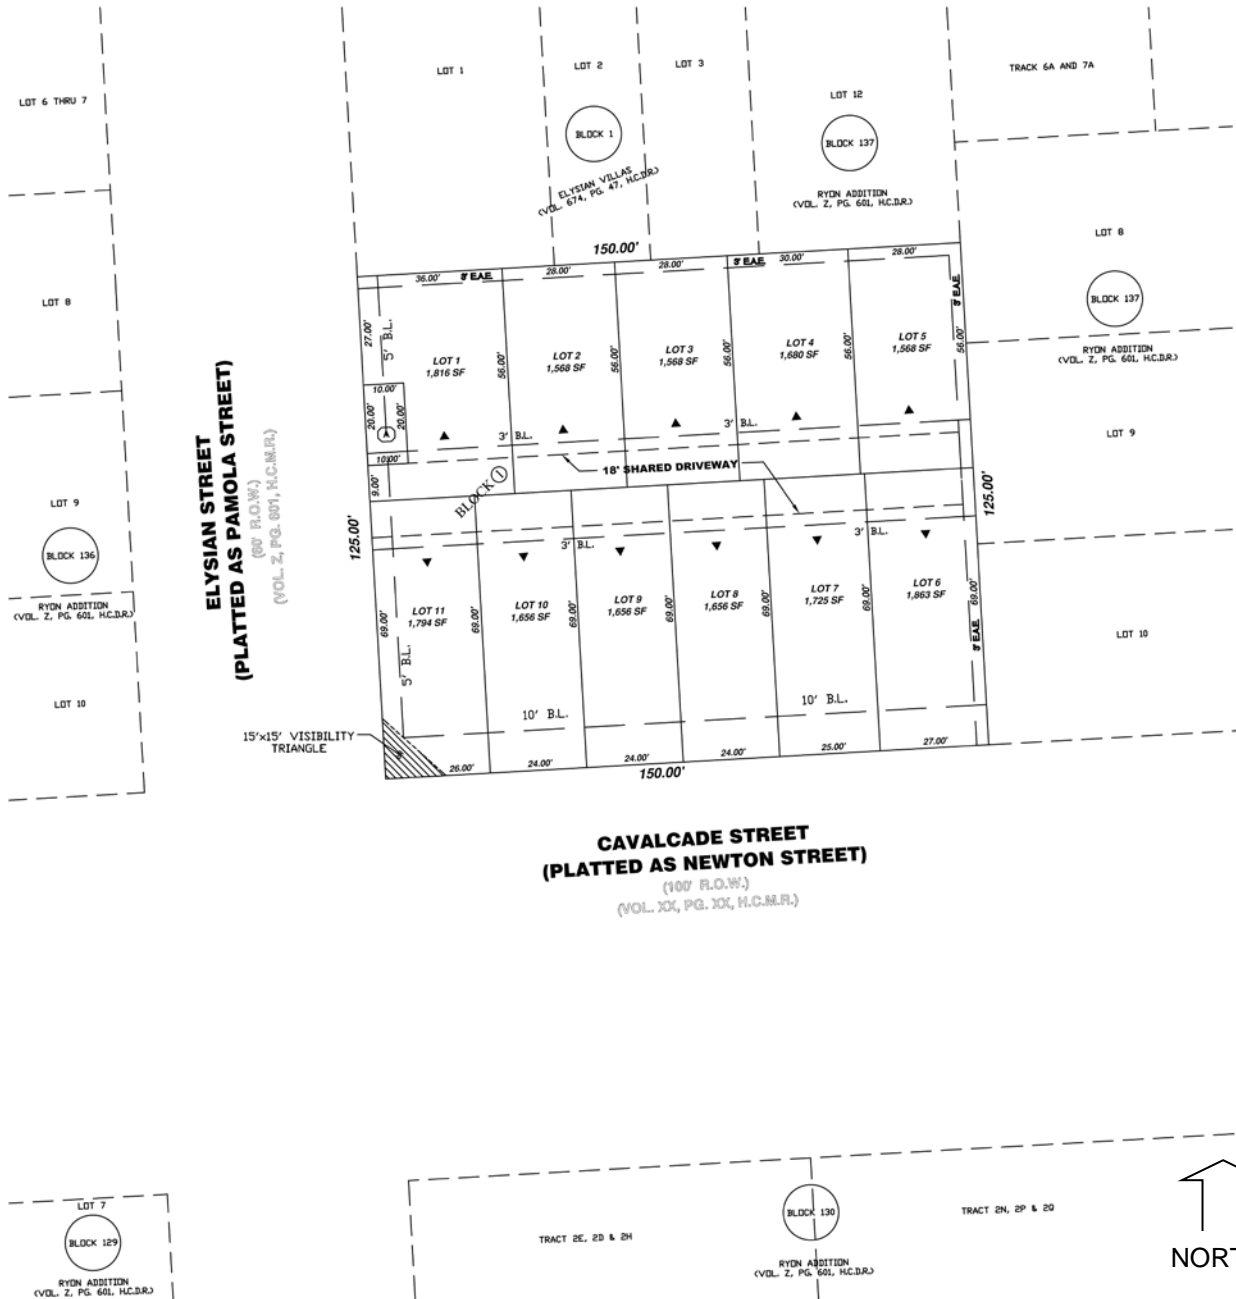 LOT 1
LOT 2
LOT 3
TRACK 6A AND 7A
LOT 6 THRU 7
LOT 12
BLOCK 1
BLOCK 137
ELYSIAN VILLAS
(VOL. 674, PG. 47, H.C.D.R.)
RYON ADDITION
(VOL. Z, PG. 601, H.C.D.R.)
LOT 8
LOT 8
BLOCK 137
RYON ADDITION
(VOL. Z, PG. 601, H.C.D.R.)
LOT 9
150.00'
36.00'
3' E.A.E.
28.00'
28.00'
3' E.A.E.
30.00'
28.00'
3' E.A.E.
27.00'
5' B.L.
LOT 1
1,816 SF
56.00'
LOT 2
1,568 SF
56.00'
LOT 3
1,568 SF
56.00'
LOT 4
1,680 SF
56.00'
LOT 5
1,568 SF
56.00'
10.00'
20.00'
20.00'
10.00'
9.00'
3' B.L.
3' B.L.
18' SHARED DRIVEWAY
BLOCK 1
125.00'
125.00'
ELYSIAN STREET
(PLATTED AS PAMOLA STREET)
(60' R.O.W.)
(VOL. Z, PG. 601, H.C.M.R.)
LOT 9
BLOCK 136
RYON ADDITION
(VOL. Z, PG. 601, H.C.D.R.)
LOT 10
3' B.L.
3' B.L.
69.00'
LOT 11
1,794 SF
69.00'
LOT 10
1,656 SF
69.00'
LOT 9
1,656 SF
69.00'
LOT 8
1,656 SF
69.00'
LOT 7
1,725 SF
69.00'
LOT 6
1,863 SF
69.00'
3' E.A.E.
LOT 10
5' B.L.
10' B.L.
10' B.L.
15'x15' VISIBILITY
TRIANGLE
26.00'
24.00'
24.00'
24.00'
25.00'
27.00'
150.00'
CAVALCADE STREET
(PLATTED AS NEWTON STREET)
(100' R.O.W.)
(VOL. XX, PG. XX, H.C.M.R.)
LOT 7
BLOCK 129
RYON ADDITION
(VOL. Z, PG. 601, H.C.D.R.)
TRACT 2E, 2D & 2H
BLOCK 130
RYON ADDITION
(VOL. Z, PG. 601, H.C.D.R.)
TRACT 2N, 2P & 2Q
NORT